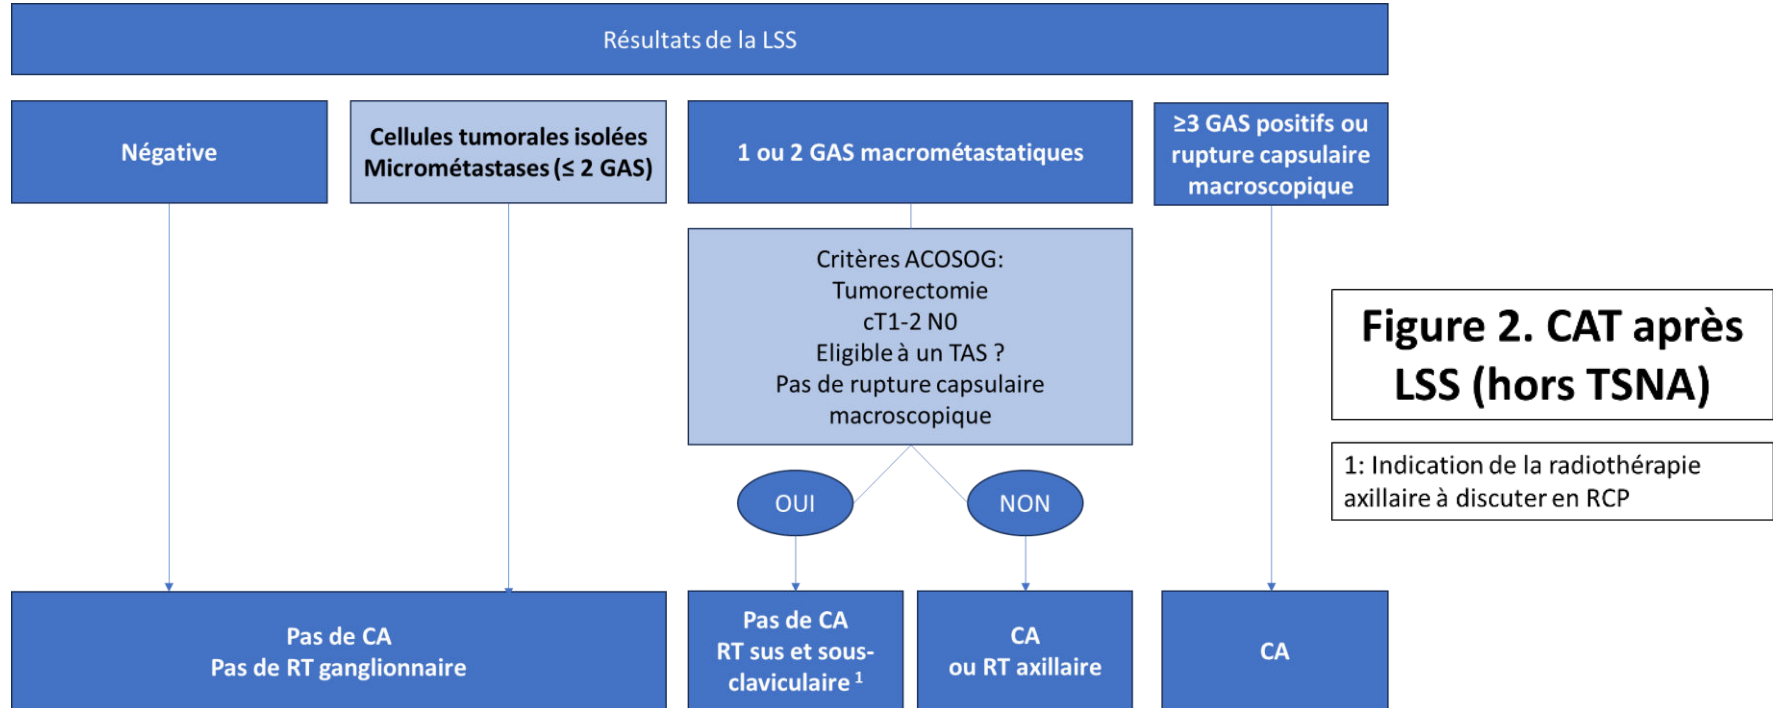 Résultats de la LSS
Négative
Cellules tumorales isolées
Micrométastases (≤ 2 GAS)
1 ou 2 GAS macrométastatiques
≥3 GAS positifs ou
rupture capsulaire
macroscopique
Critères ACOSOG:
Tumorectomie
cT1-2 N0
Eligible à un TAS ?
Pas de rupture capsulaire
macroscopique
OUI
NON
Pas de CA
Pas de RT ganglionnaire
Pas de CA
RT sus et sous-
claviculaire ¹
CA
ou RT axillaire
CA
Figure 2. CAT après
LSS (hors TSNA)
1: Indication de la radiothérapie
axillaire à discuter en RCP